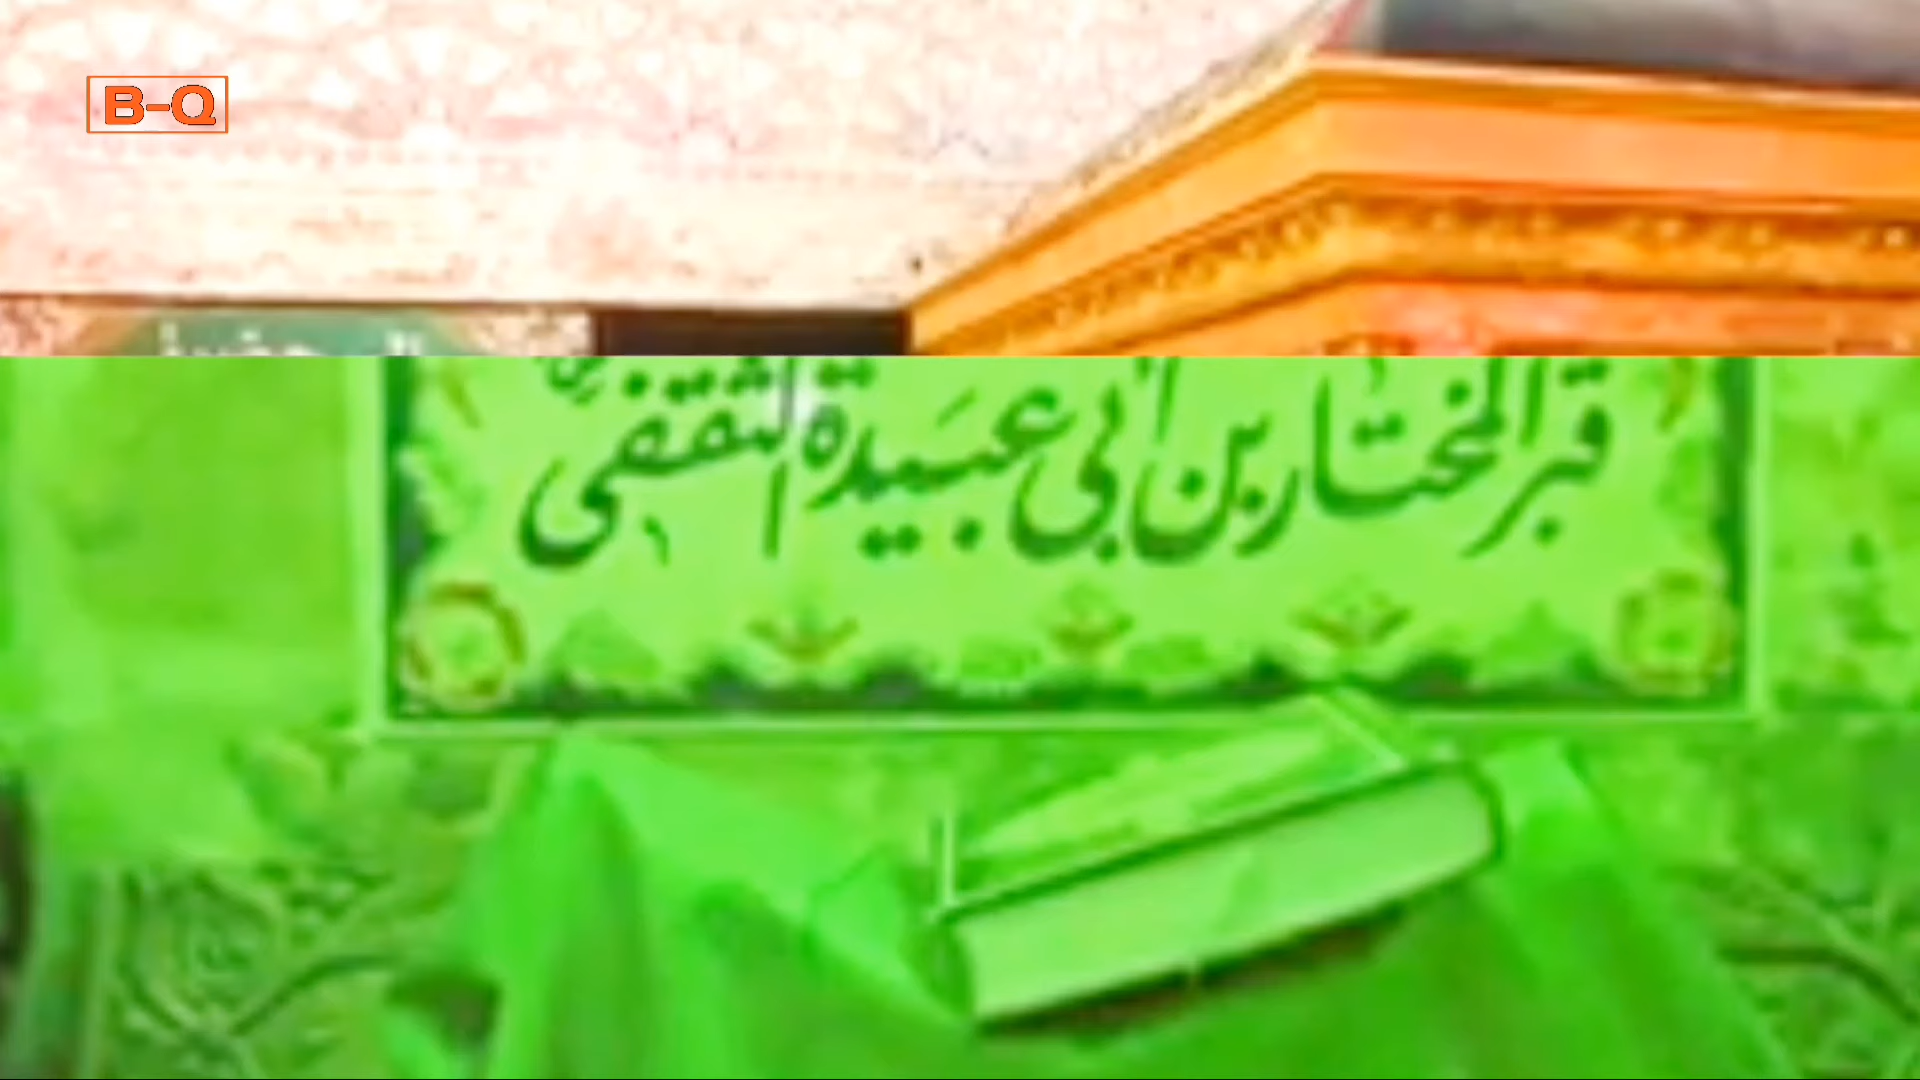 B-Q
قبر المختار بن أبي عبيدة الثقفي